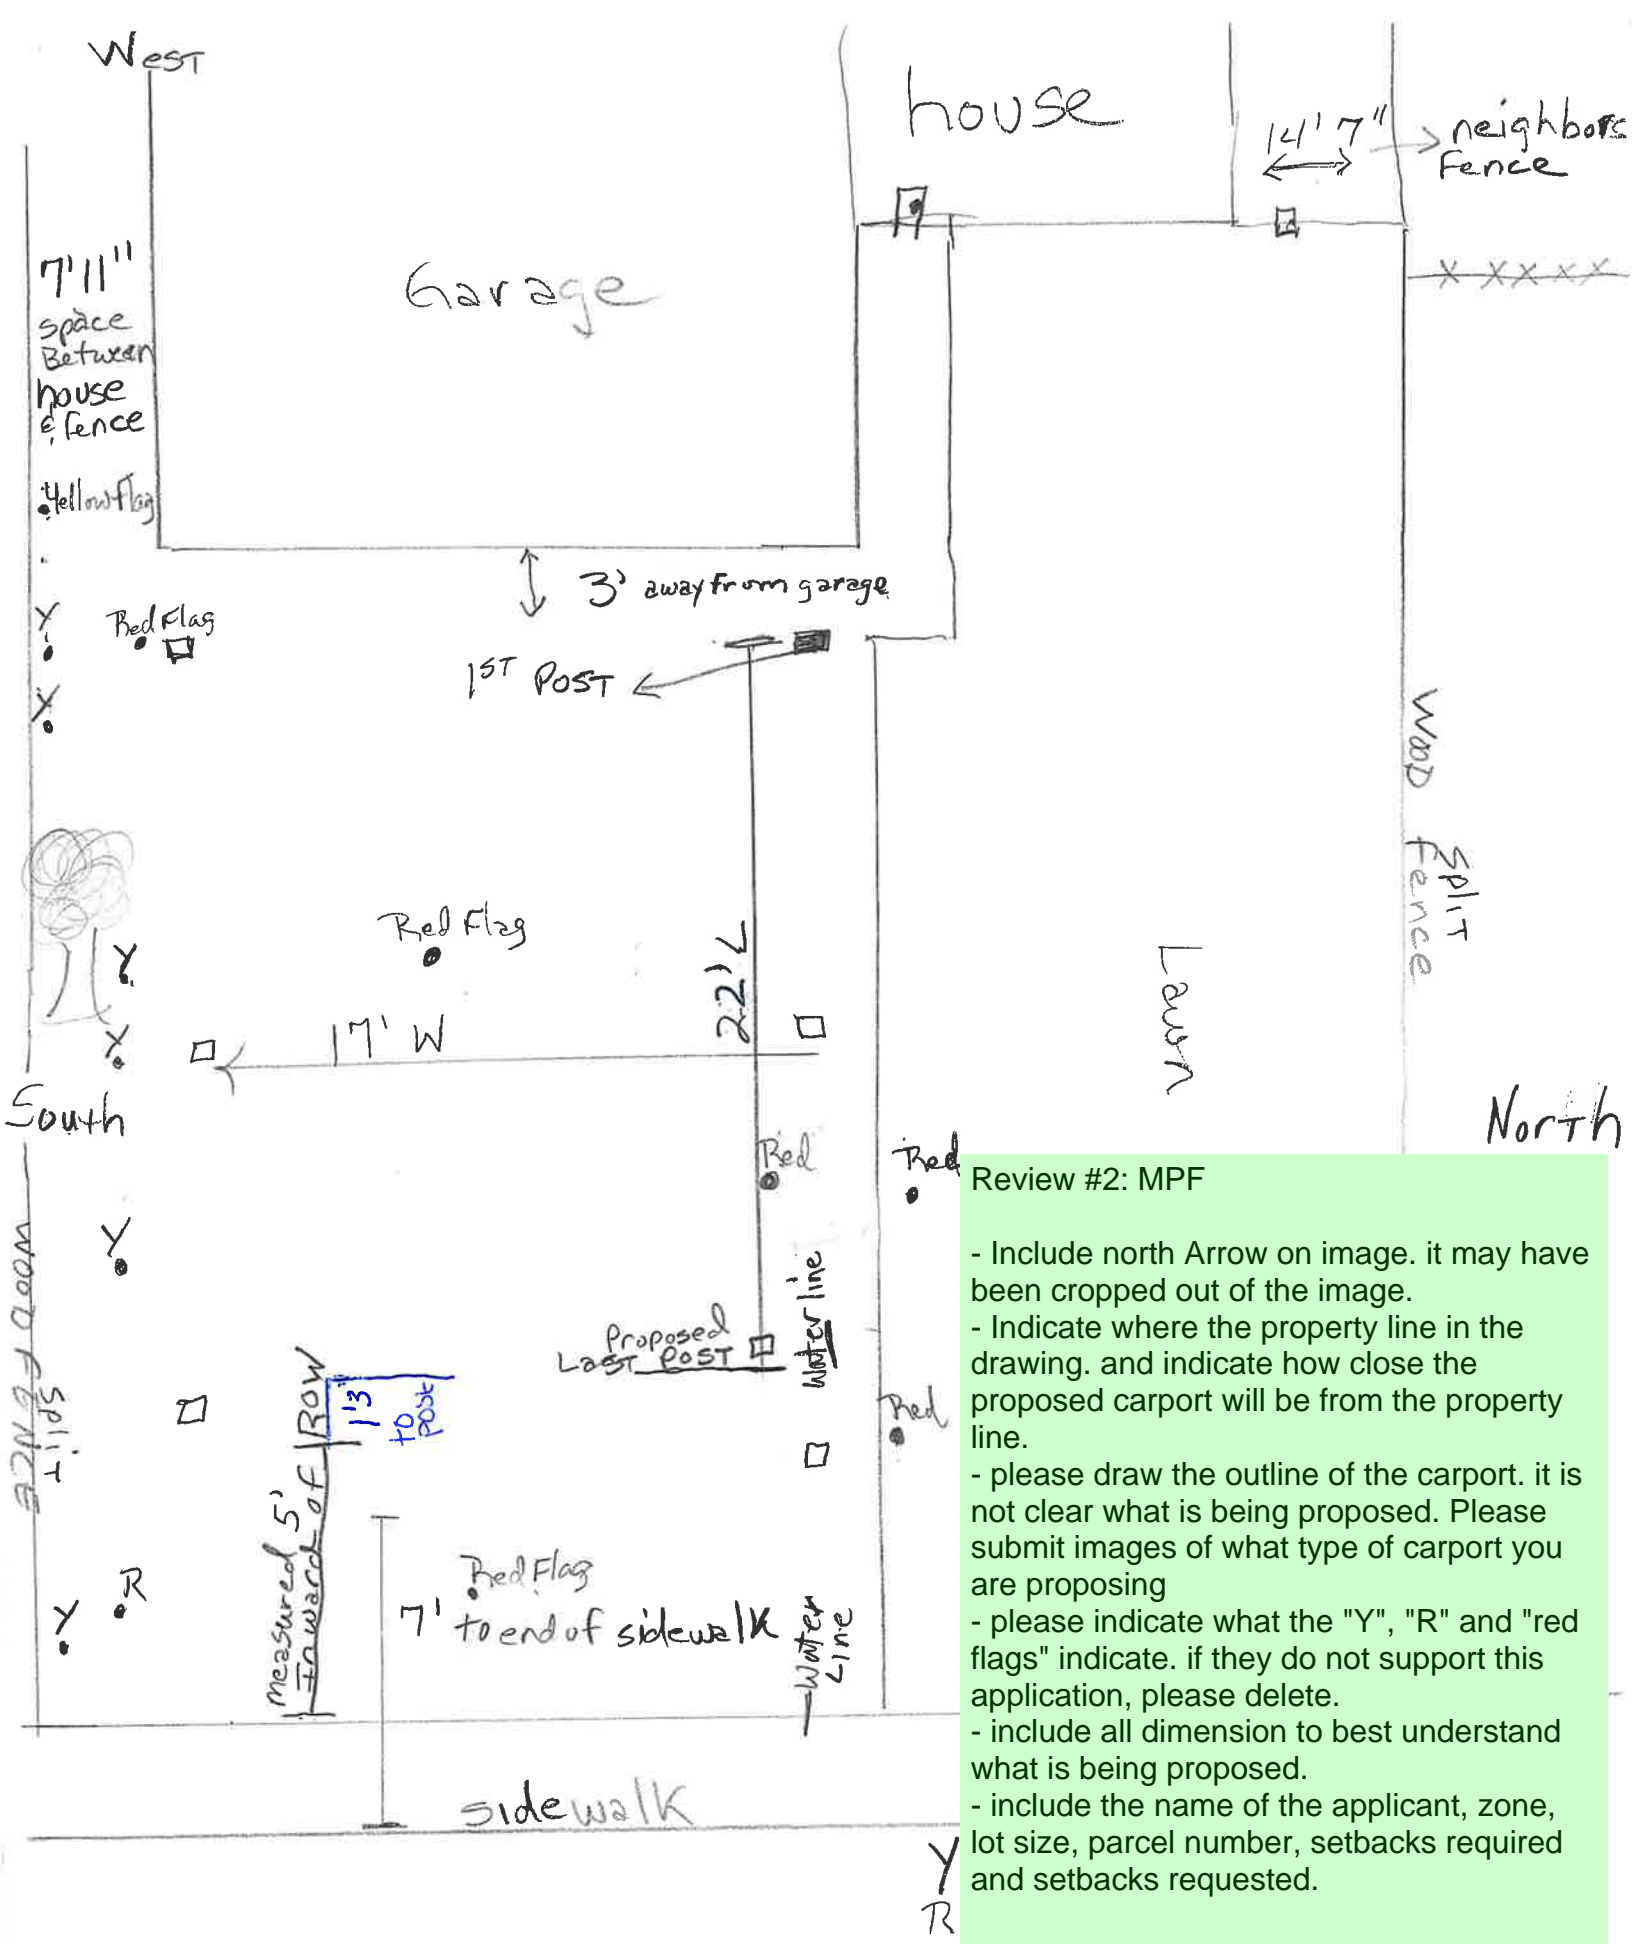 West
house
14' 7"
neighbors
Fence
7'11"
space
Between
house
& fence
Garage
X XX X X
Yellow flag
3' away from garage
Y
Red Flag
1ST POST
Y
WOOD fence
Split
Red Flag
Y
22' L
Lawn
17' W
Y
South
North
Red
Red
Y
WOOD FENCE
Split
Water line
Proposed
Last Post
ROW
1'3"
to
post
Red
measured 5'
Inward of
Red Flag
7' to end of sidewalk
R
Y
Water
Line
sidewalk
Y
R
Review #2: MPF
- Include north Arrow on image. it may have
been cropped out of the image.
- Indicate where the property line in the
drawing. and indicate how close the
proposed carport will be from the property
line.
- please draw the outline of the carport. it is
not clear what is being proposed. Please
submit images of what type of carport you
are proposing
- please indicate what the "Y", "R" and "red
flags" indicate. if they do not support this
application, please delete.
- include all dimension to best understand
what is being proposed.
- include the name of the applicant, zone,
lot size, parcel number, setbacks required
and setbacks requested.